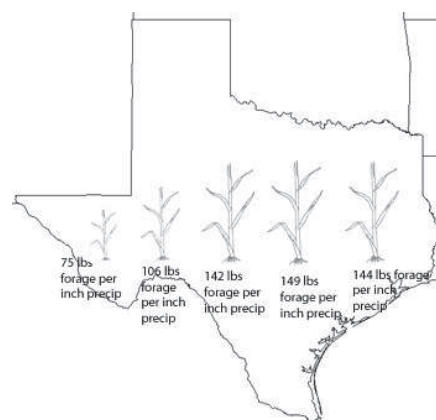 75 lbs
forage per
inch precip
106 lbs
forage
per inch
precip
142 lbs
forage per
inch precip
149 lbs
forage per
inch precip
144 lbs forage
per inch
precip